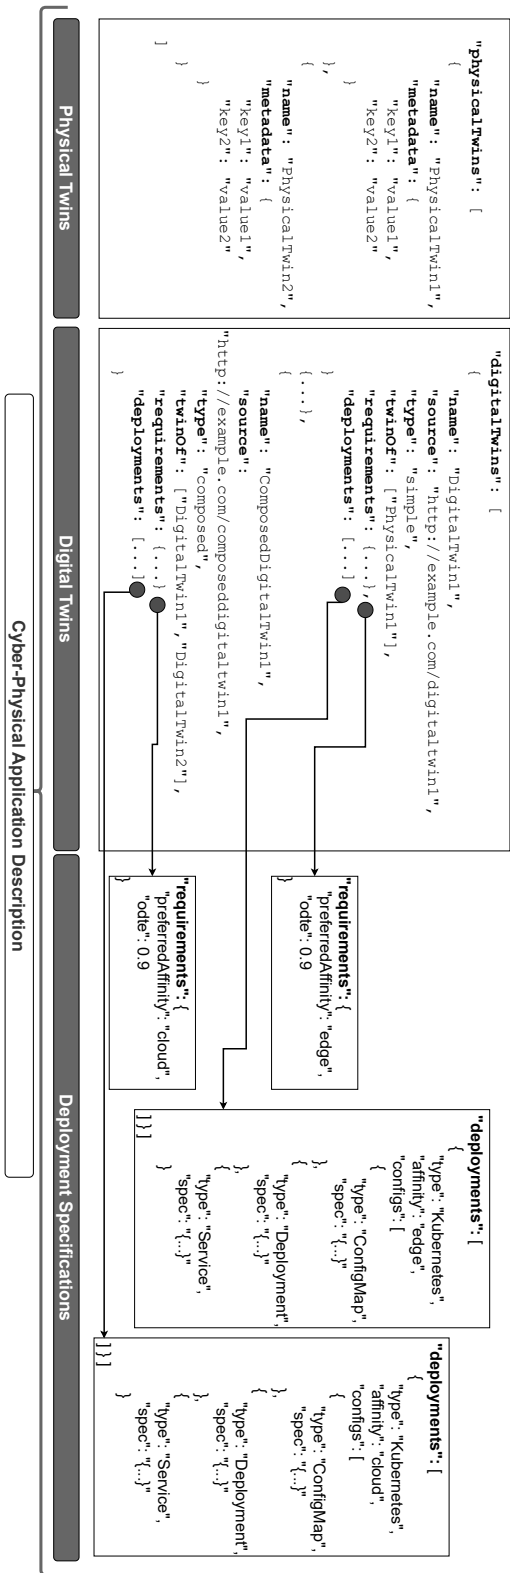 "physicalTwins": [
{
"name": "PhysicalTwin1",
"metadata": {
"key1": "value1",
"key2": "value2"
}
},
{
"name": "PhysicalTwin2",
"metadata": {
"key1": "value1",
"key2": "value2"
}
}
]
"digitalTwins": [
{
"name": "DigitalTwin1",
"source": "http://example.com/digitaltwin1",
"type": "simple",
"twinOf": ["PhysicalTwin1"],
"requirements": {...},
"deployments": [...]
}
{...},
{
"name": "ComposedDigitalTwin1",
"source":
"http://example.com/composeddigitaltwin1",
"type": "composed",
"twinOf": ["DigitalTwin1","DigitalTwin2"],
"requirements": {...},
"deployments": [...]
}
"requirements": {
"preferredAffinity": "edge",
"odte": 0.9
}
"requirements": {
"preferredAffinity": "cloud",
"odte": 0.9
}
"deployments": [
{
"type": "Kubernetes",
"affinity": "edge",
"configs": [
{
"type": "ConfigMap",
"spec": "{...}"
},
{
"type": "Deployment",
"spec": "{...}"
},
{
"type": "Service",
"spec": "{...}"
}
]}]
"deployments": [
{
"type": "Kubernetes",
"affinity": "cloud",
"configs": [
{
"type": "ConfigMap",
"spec": "{...}"
},
{
"type": "Deployment",
"spec": "{...}"
},
{
"type": "Service",
"spec": "{...}"
}
]}]
Physical Twins
Digital Twins
Deployment Specifications
Cyber-Physical Application Description